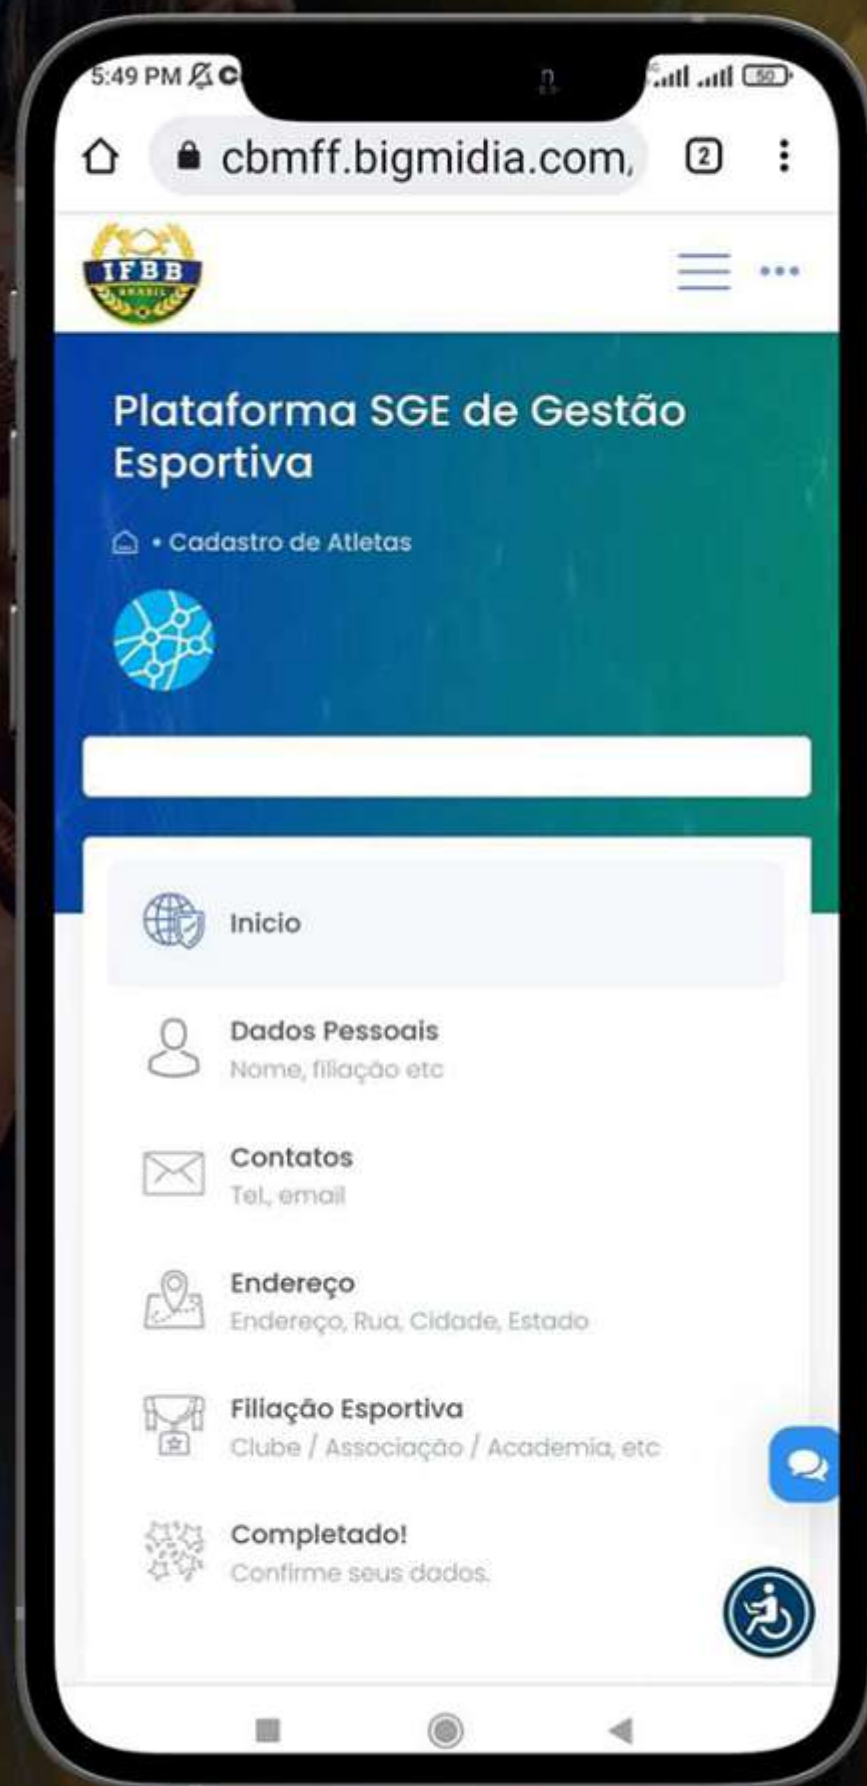 5:49 PM
50
cbmff.bigmidia.com,
2
IFBB
BRASIL
Plataforma SGE de Gestão
Esportiva
• Cadastro de Atletas
Inicio
Dados Pessoais
Nome, filiação etc
Contatos
Tel., email
Endereço
Endereço, Rua, Cidade, Estado
Filiação Esportiva
Clube / Associação / Academia, etc
Completado!
Confirme seus dados.